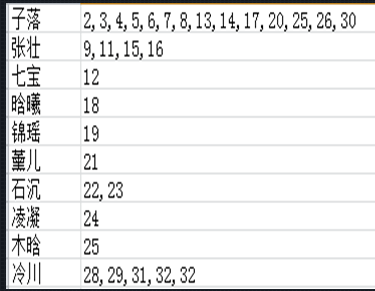 子落 2,3,4,5,6,7,8,13,14,17,20,25,26,30
张壮 9,11,15,16
七宝 12
晗曦 18
锦瑶 19
薰儿 21
石沉 22,23
凌凝 24
木晗 25
冷川 28,29,31,32,32